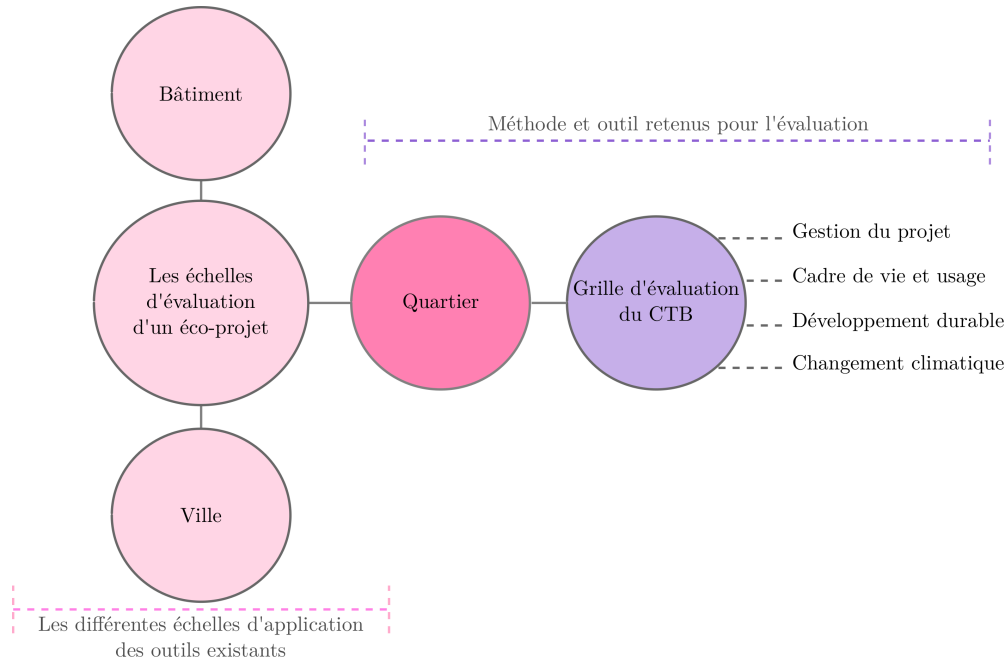 Bâtiment
Méthode et outil retenus pour l'évaluation
Les échelles
d'évaluation
d'un éco-projet
Quartier
Grille d'évaluation
du CTB
Gestion du projet
Cadre de vie et usage
Développement durable
Changement climatique
Ville
Les différentes échelles d'application
des outils existants